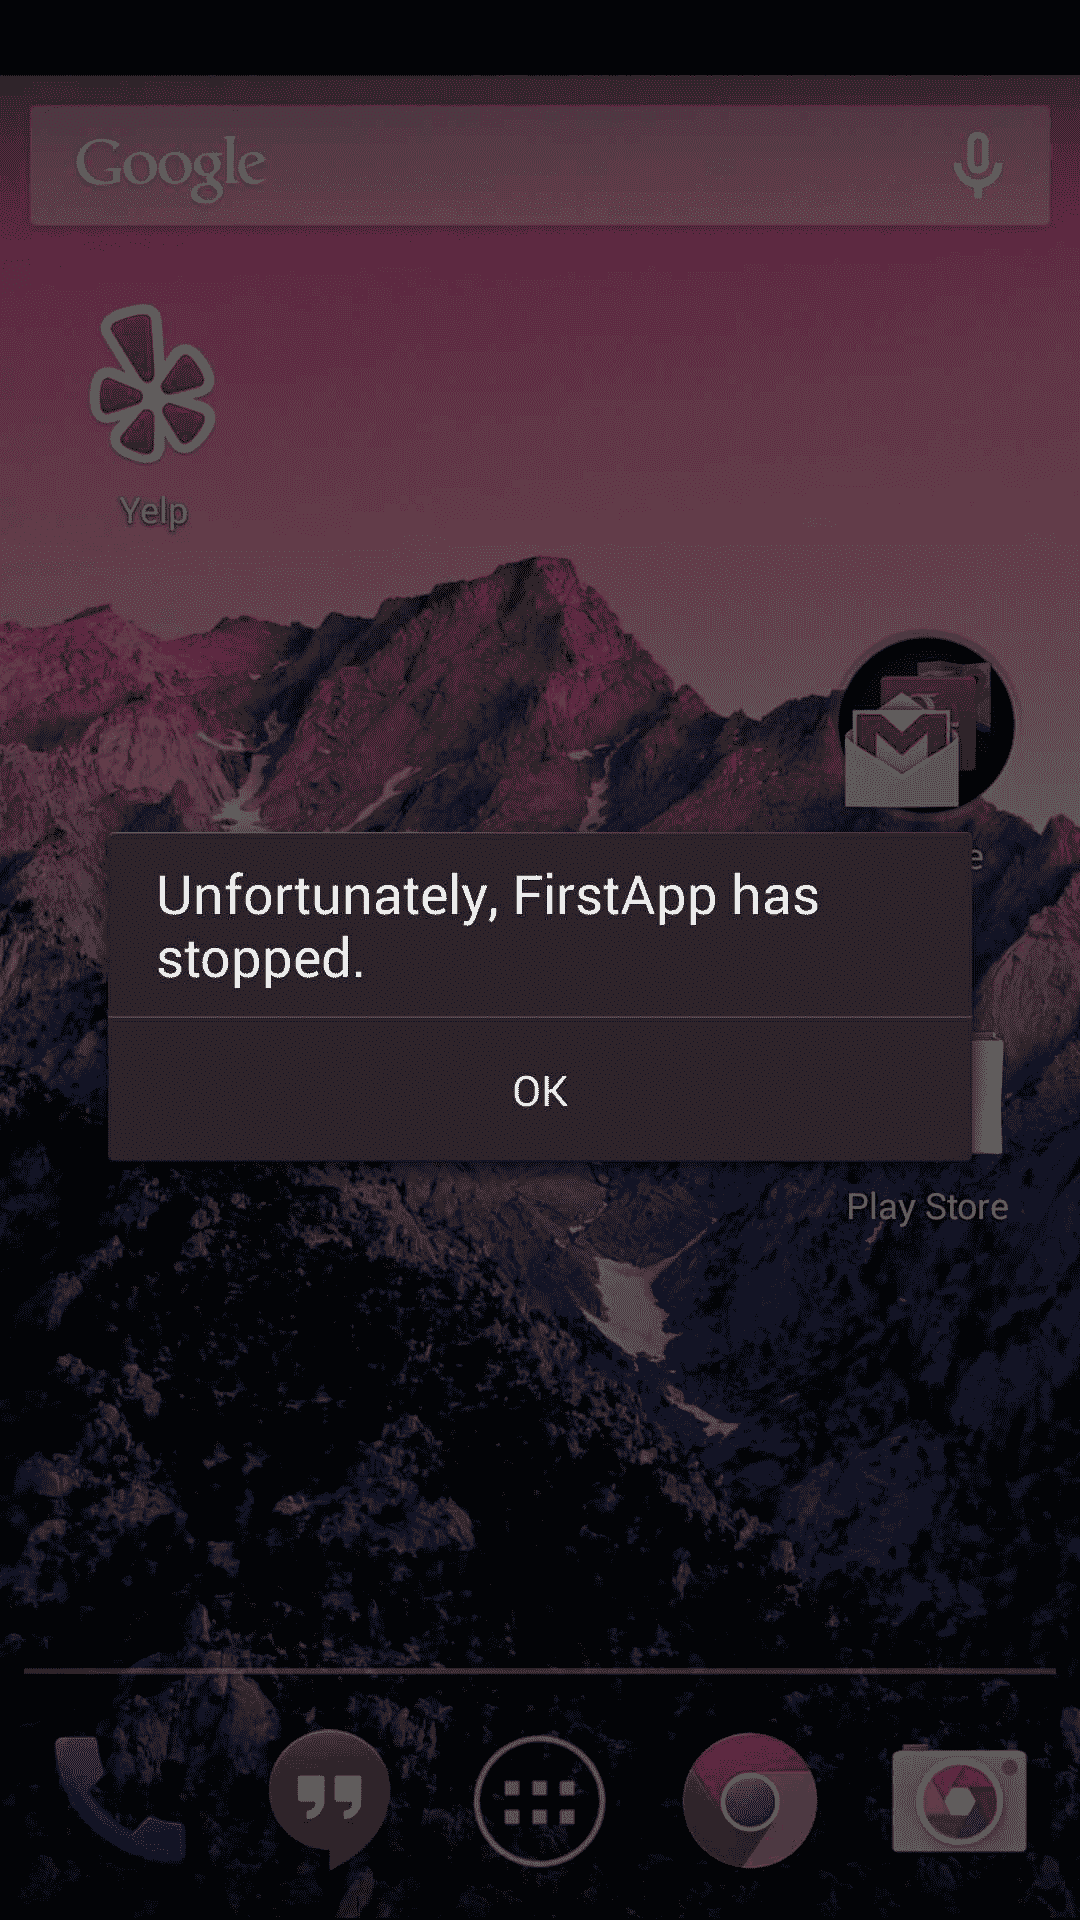 Google
Yelp
e
Unfortunately, FirstApp has
stopped.
OK
Play Store